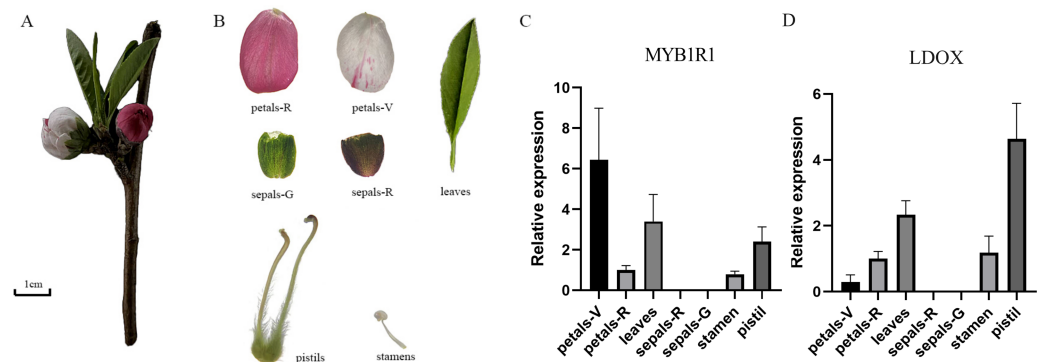 A
B
petals-R
petals-V
sepals-G
sepals-R
leaves
pistils
stamens
1cm
C
MYB1R1
Relative expression
10
8
6
4
2
0
petals-V
petals-R
leaves
sepals-R
sepals-G
stamen
pistil
D
LDOX
Relative expression
6
4
2
0
petals-V
petals-R
leaves
sepals-R
sepals-G
stamen
pistil